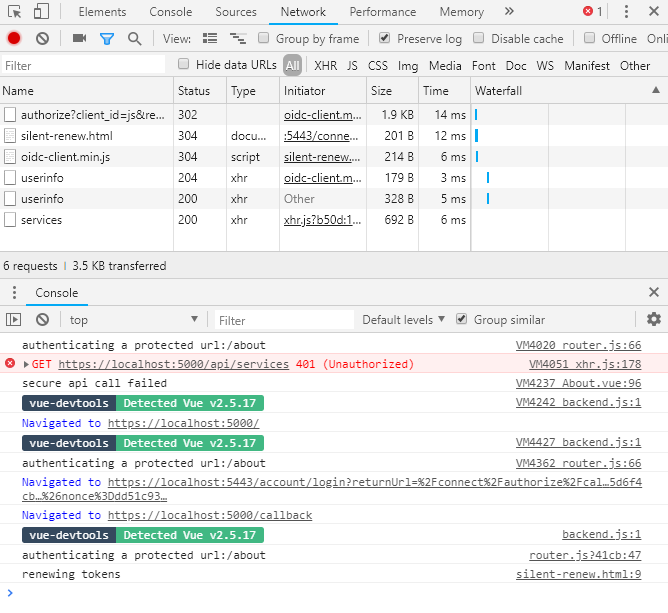 Elements Console Sources Network Performance Memory » 1
View: Group by frame Preserve log Disable cache Offline Onli
Filter Hide data URLs All XHR JS CSS Img Media Font Doc WS Manifest Other
Name Status Type Initiator Size Time Waterfall
authorize?client_id=js&re... 302 oidc-client.m... 1.9 KB 14 ms
silent-renew.html 304 docu... :5443/conne... 201 B 12 ms
oidc-client.min.js 304 script silent-renew.... 214 B 6 ms
userinfo 204 xhr oidc-client.m... 179 B 3 ms
userinfo 200 xhr Other 328 B 5 ms
services 200 xhr xhr.js?b50d:1... 692 B 6 ms
6 requests 3.5 KB transferred
Console
top Filter Default levels Group similar
authenticating a protected url:/about VM4020 router.js:66
GET https://localhost:5000/api/services 401 (Unauthorized) VM4051 xhr.js:178
secure api call failed VM4237 About.vue:96
vue-devtools Detected Vue v2.5.17 VM4242 backend.js:1
Navigated to https://localhost:5000/
vue-devtools Detected Vue v2.5.17 VM4427 backend.js:1
authenticating a protected url:/about VM4362 router.js:66
Navigated to https://localhost:5443/account/login?returnUrl=%2Fconnect%2Fauthorize%2Fcal…5d6f4
cb…%26nonce%3Ddd51c93…
Navigated to https://localhost:5000/callback
vue-devtools Detected Vue v2.5.17 backend.js:1
authenticating a protected url:/about router.js?41cb:47
renewing tokens silent-renew.html:9